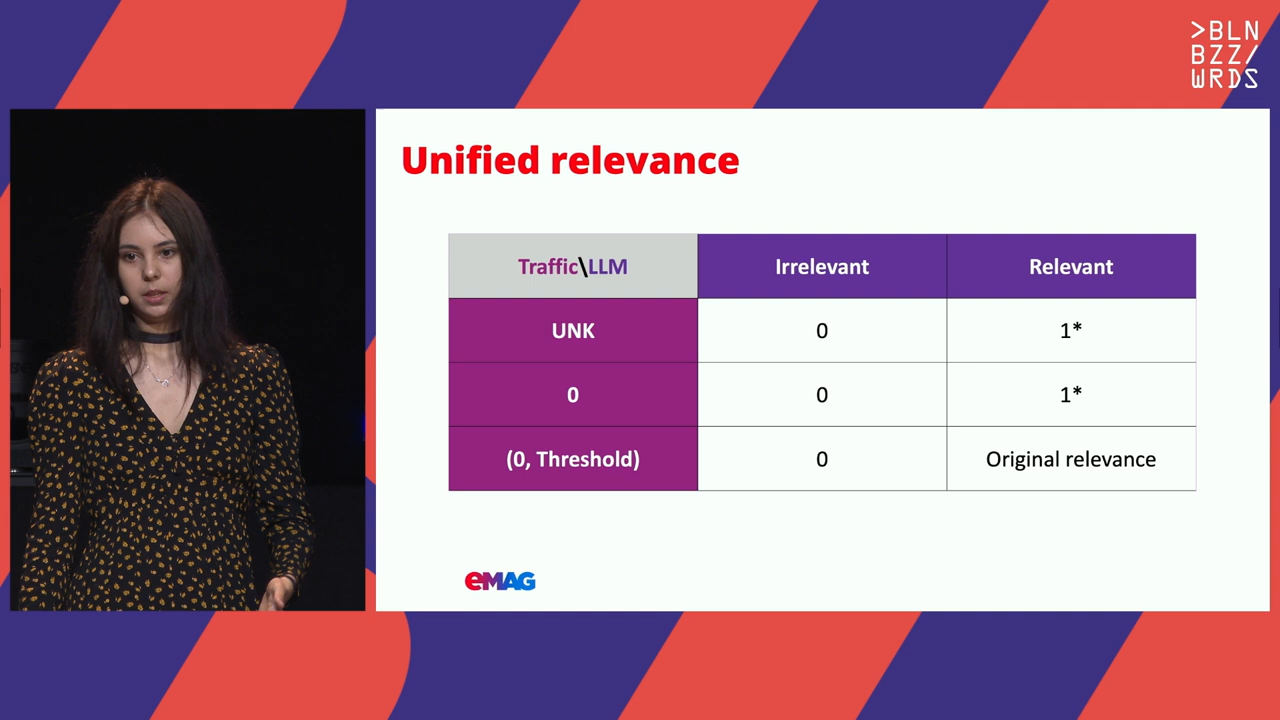 >BLN
BZZ/
WRDS
Unified relevance
Traffic\LLM Irrelevant Relevant
UNK 0 1*
0 0 1*
(0, Threshold) 0 Original relevance
eMAG